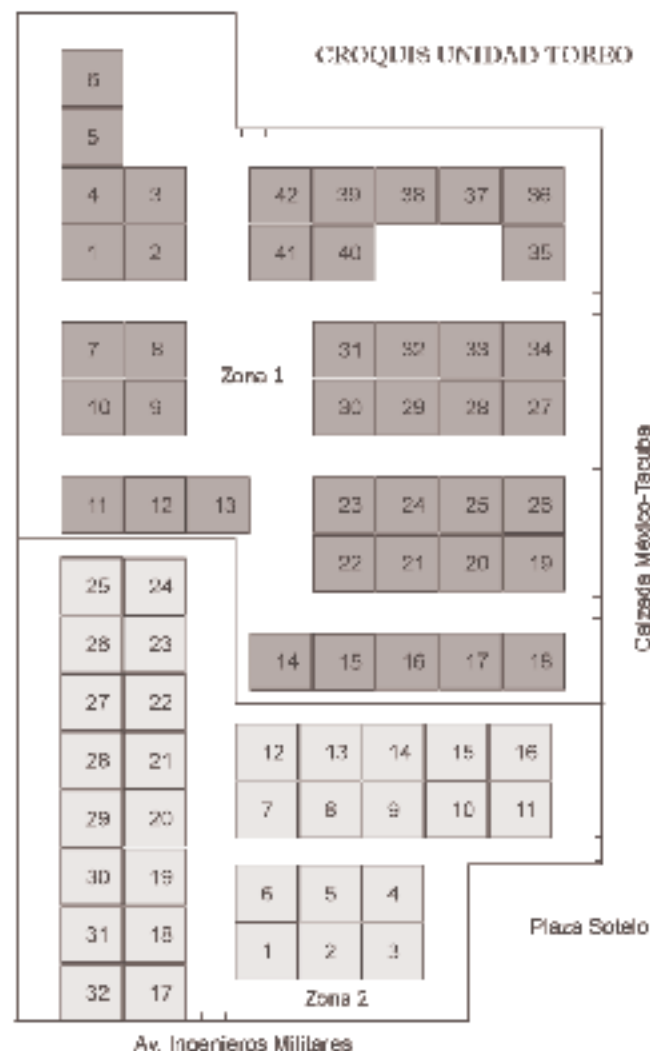 CROQUIS UNIDAD TOREO
6
5
4 3 42 39 38 37 36
1 2 41 40 35
7 8 31 32 33 34
Zona 1
10 9 30 29 28 27
11 12 13 23 24 25 26
22 21 20 19
25 24
26 23
14 15 16 17 18
27 22
12 13 14 15 16
28 21
7 8 9 10 11
29 20
30 19
6 5 4
31 18
Plaza Sotelo
1 2 3
32 17
Zona 2
Av. Ingenieros Militares
Calzada México-Tacuba